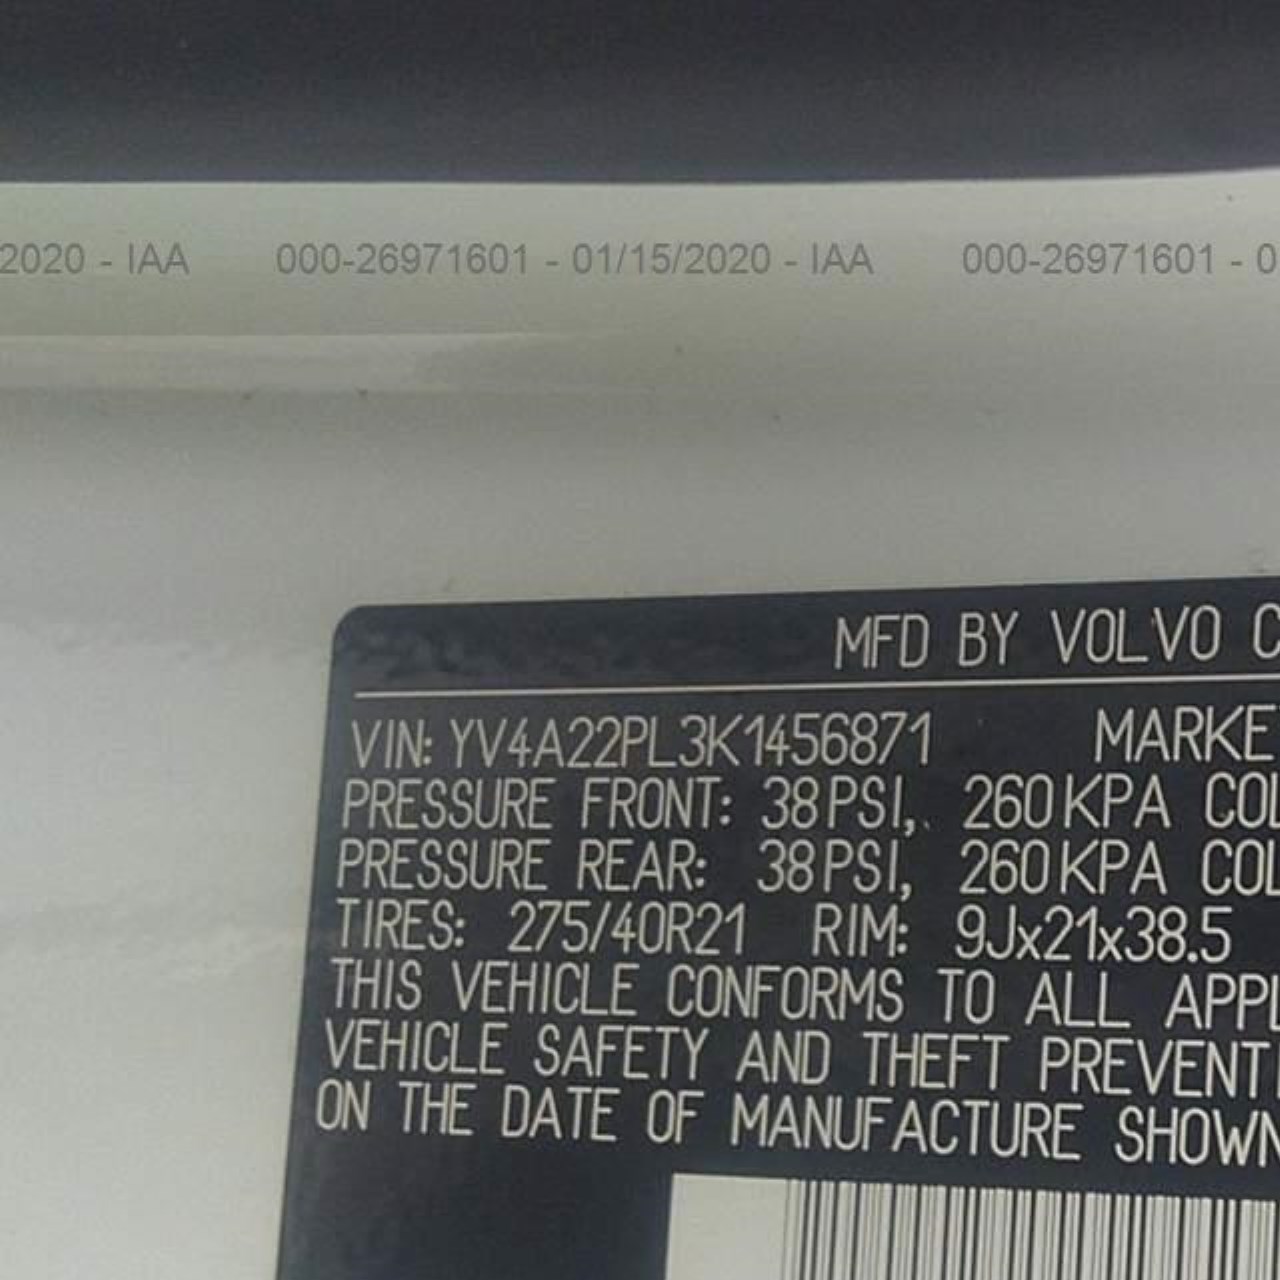 2020 - IAA 000-26971601 - 01/15/2020 - IAA 000-26971601 - 0
MFD BY VOLVO C
VIN: YV4A22PL3K1456871 MARKE
PRESSURE FRONT: 38 PSI, 260 KPA COL
PRESSURE REAR: 38 PSI, 260 KPA COL
TIRES: 275/40R21 RIM: 9Jx21x38.5
THIS VEHICLE CONFORMS TO ALL APPL
VEHICLE SAFETY AND THEFT PREVENTI
ON THE DATE OF MANUFACTURE SHOWN